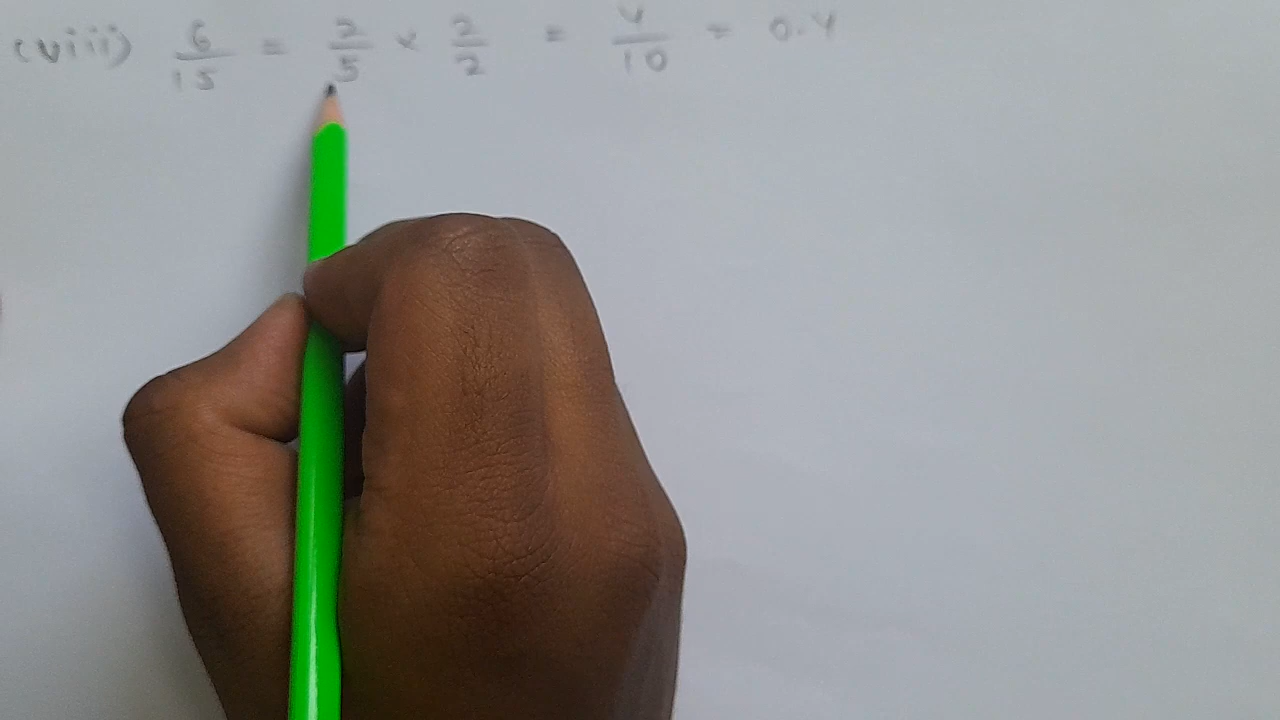 (viii) 6/15 = 2/5 × 2/2 = 4/10 = 0.4